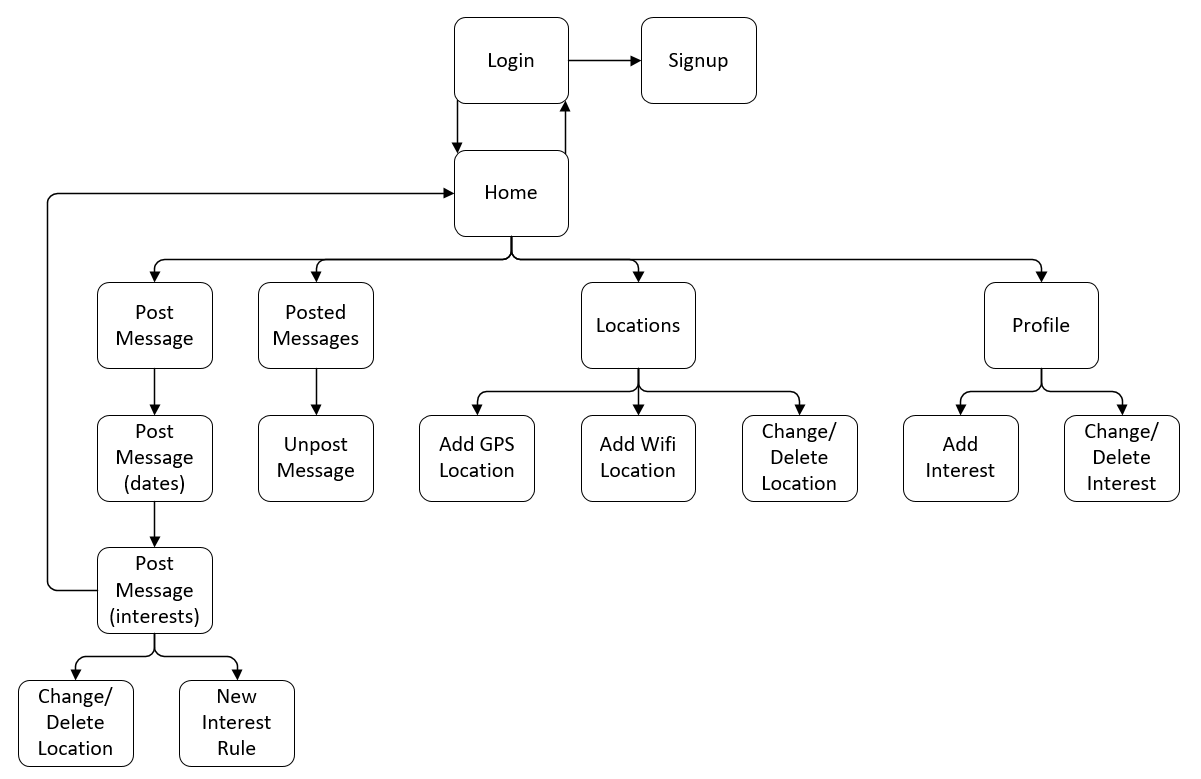 Login
Signup
Home
Post
Message
Posted
Messages
Locations
Profile
Post
Message
(dates)
Unpost
Message
Add GPS
Location
Add Wifi
Location
Change/
Delete
Location
Add
Interest
Change/
Delete
Interest
Post
Message
(interests)
Change/
Delete
Location
New
Interest
Rule